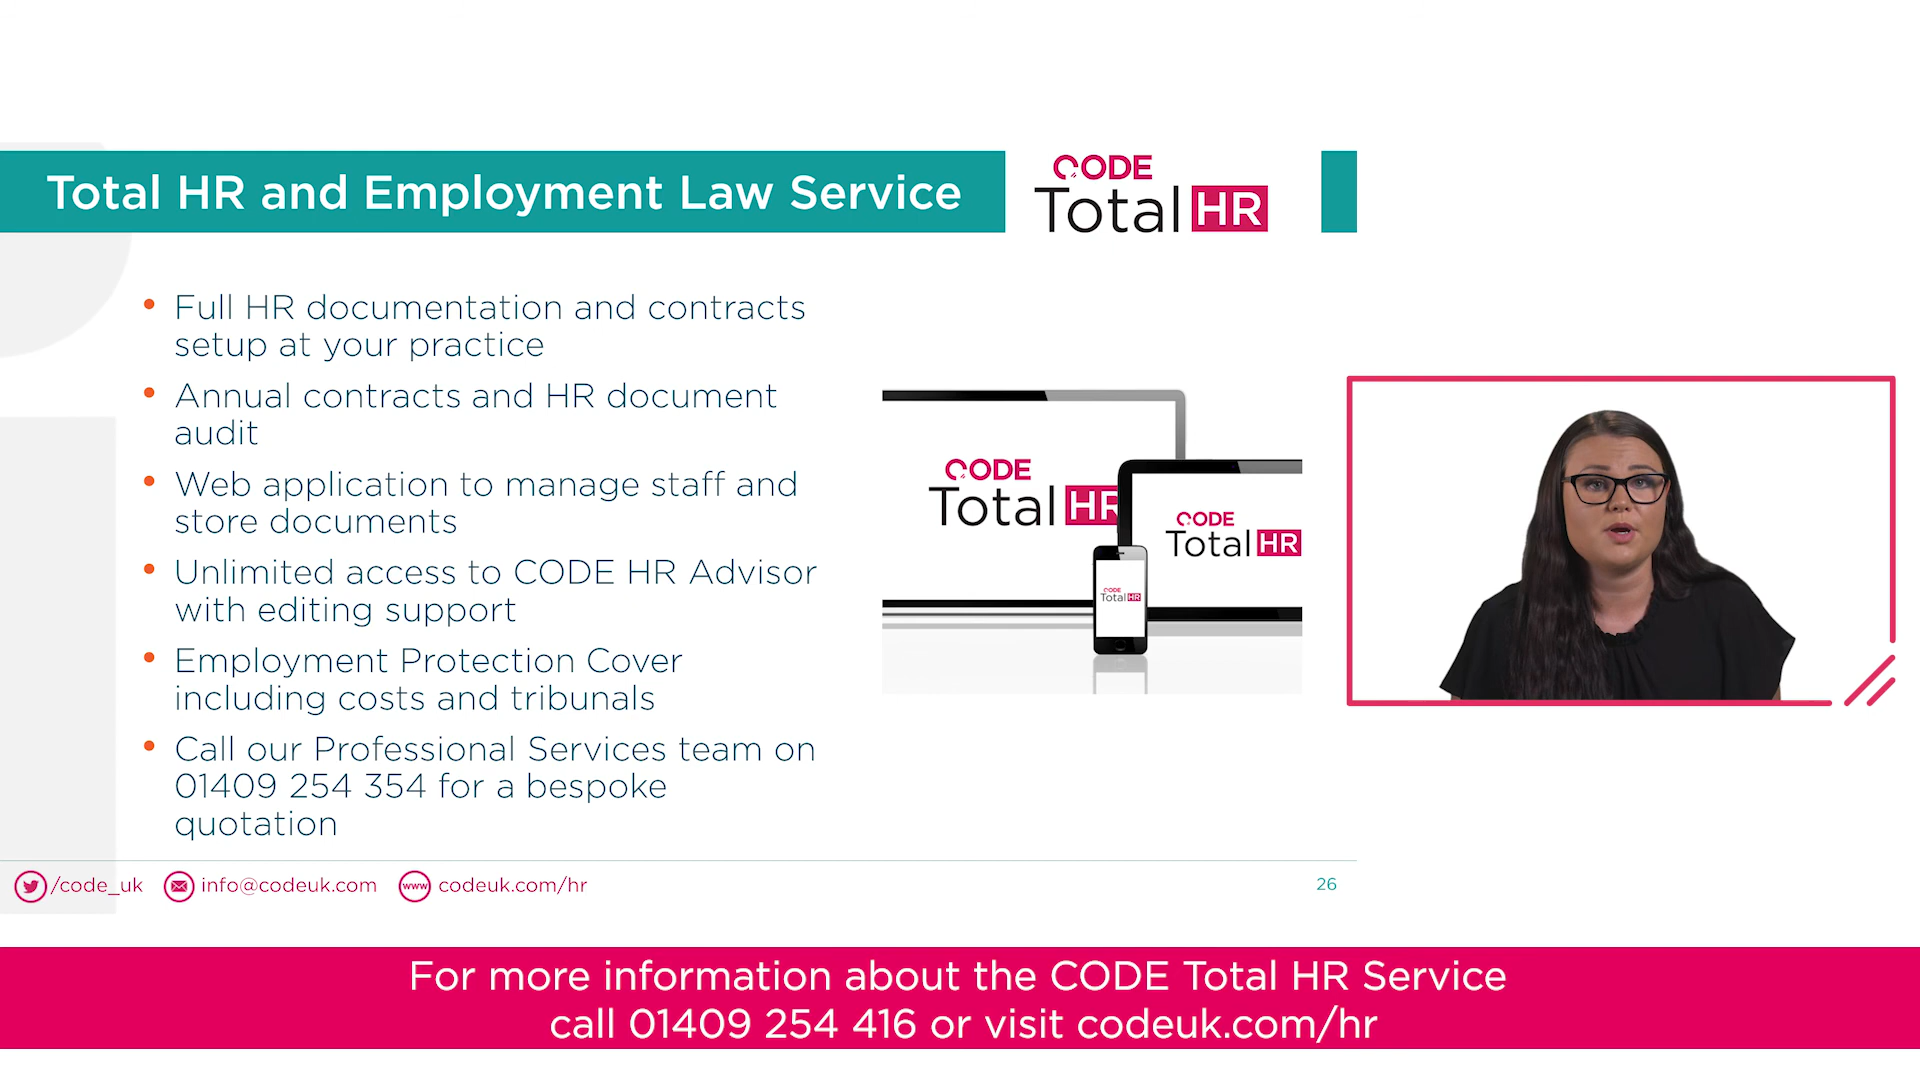 Total HR and Employment Law Service
CODE
Total HR
• Full HR documentation and contracts
setup at your practice
• Annual contracts and HR document
audit
• Web application to manage staff and
store documents
• Unlimited access to CODE HR Advisor
with editing support
• Employment Protection Cover
including costs and tribunals
• Call our Professional Services team on
01409 254 354 for a bespoke
quotation
CODE
Total HR
CODE
Total HR
CODE
Total HR
/code_uk info@codeuk.com www codeuk.com/hr
26
For more information about the CODE Total HR Service
call 01409 254 416 or visit codeuk.com/hr